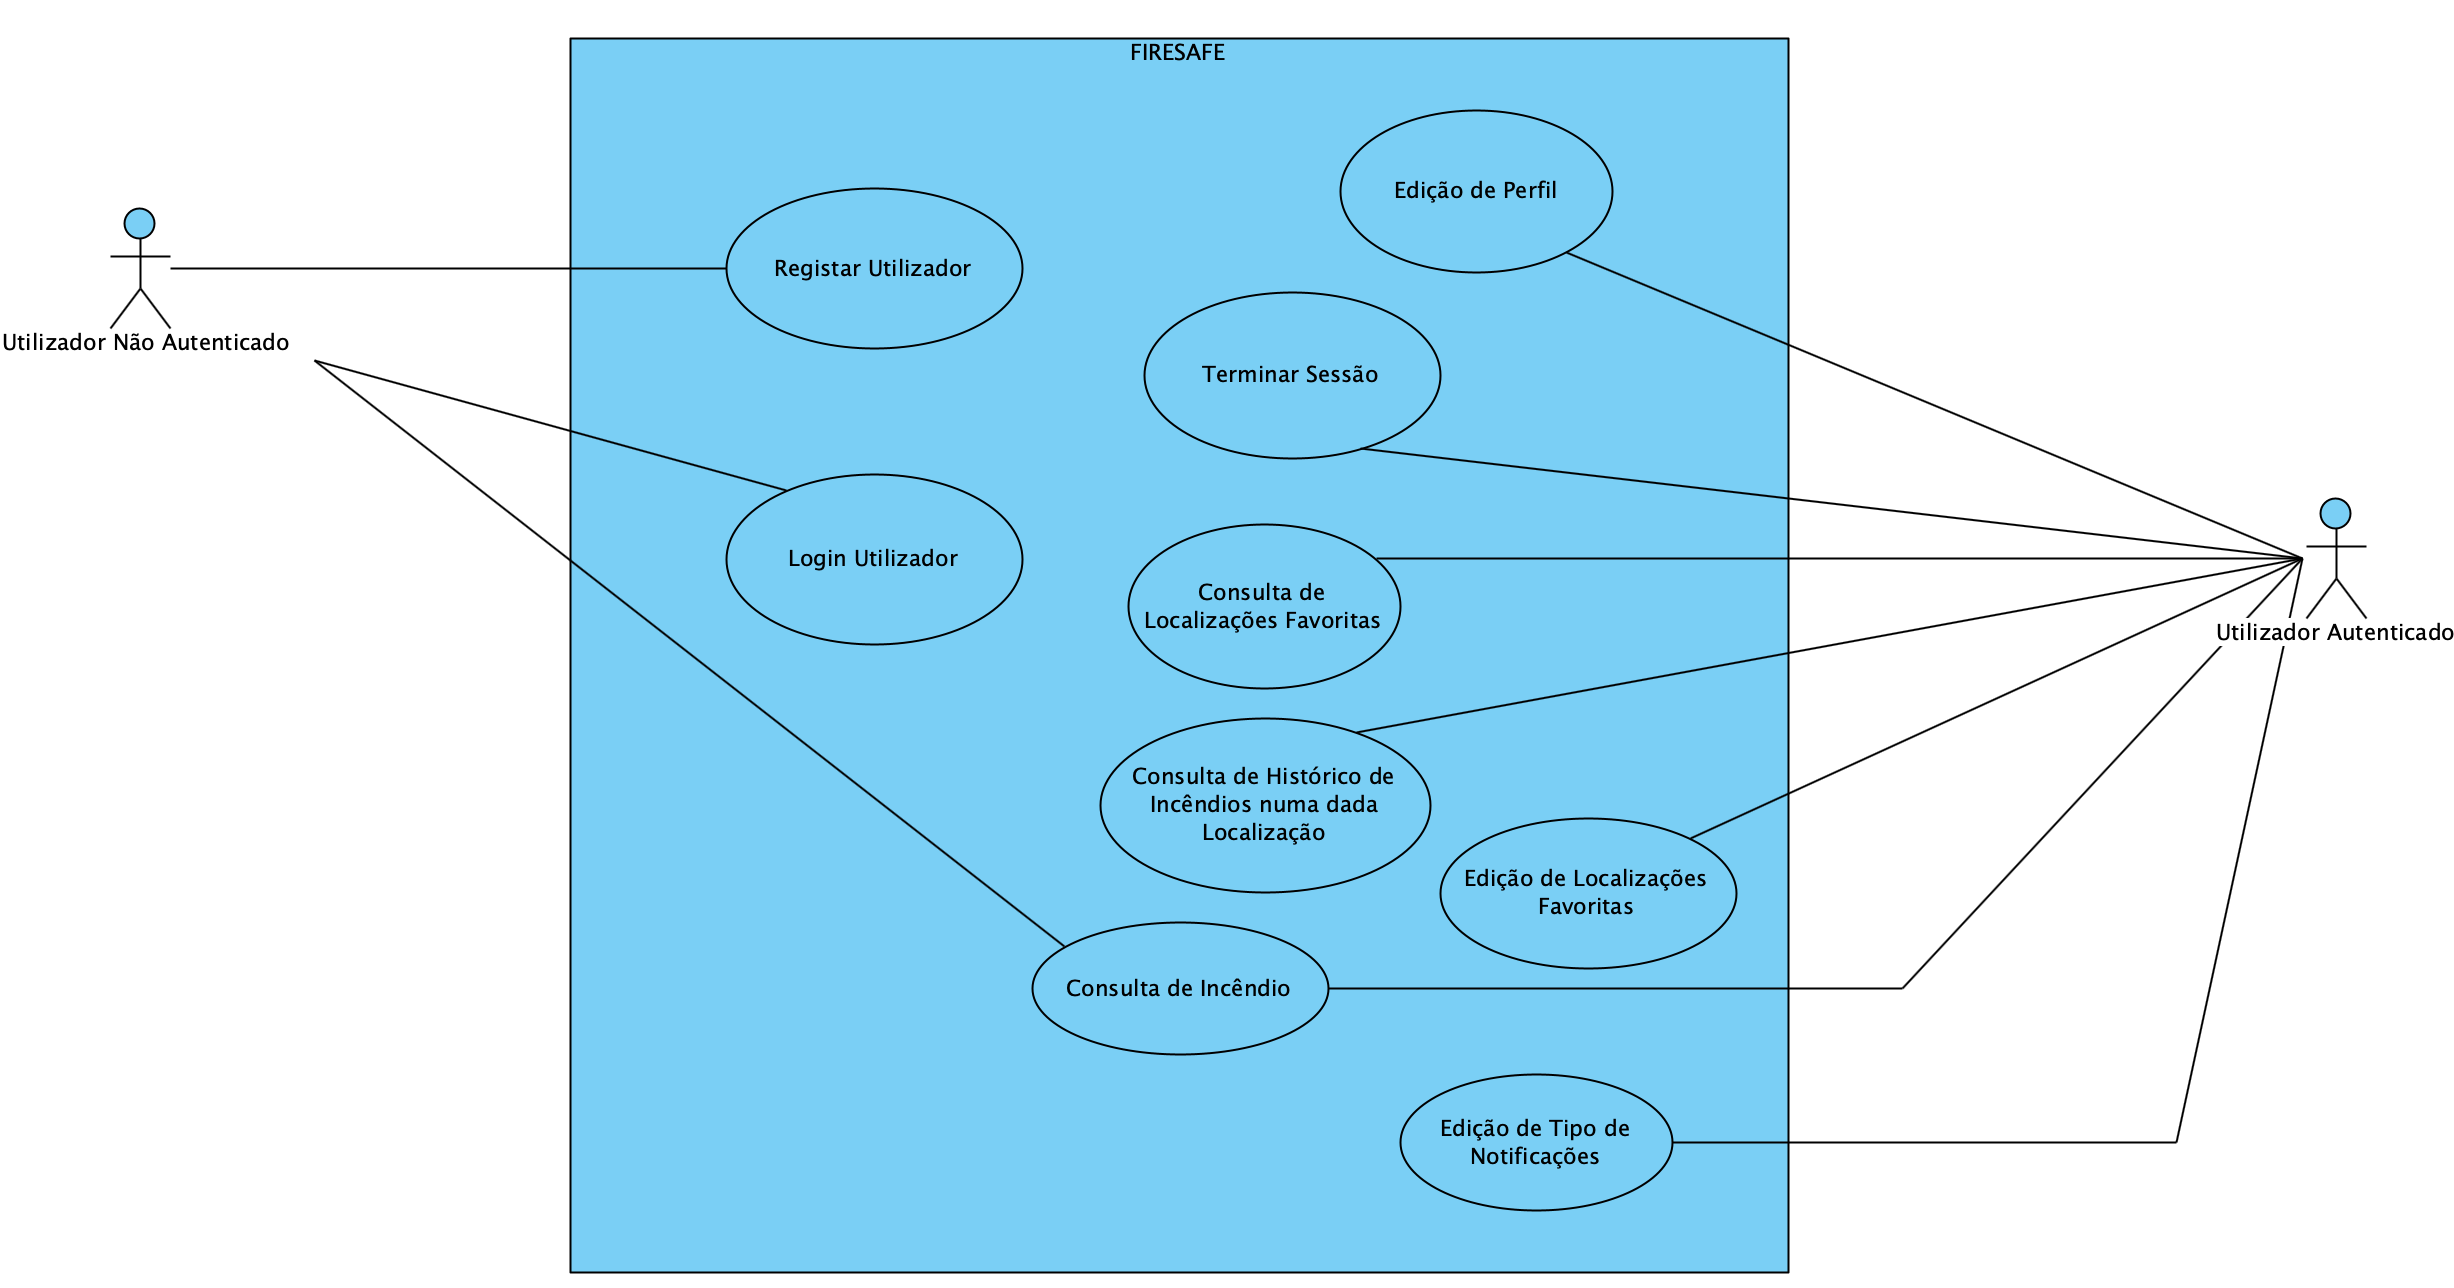 FIRESAFE
Edição de Perfil
Registar Utilizador
Utilizador Não Autenticado
Terminar Sessão
Login Utilizador
Consulta de
Localizações Favoritas
Utilizador Autenticado
Consulta de Histórico de
Incêndios numa dada
Localização
Edição de Localizações
Favoritas
Consulta de Incêndio
Edição de Tipo de
Notificações